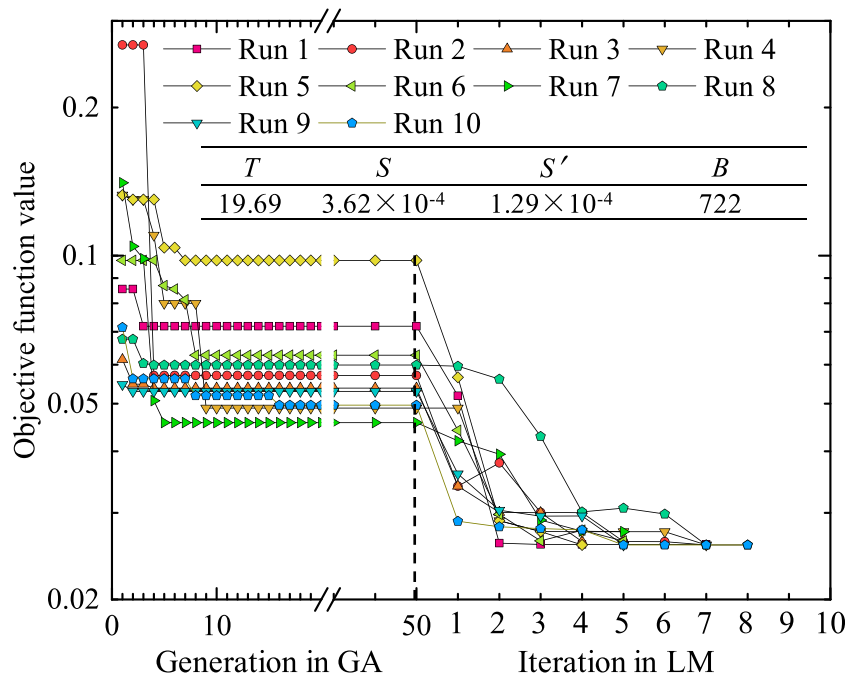 Run 1 Run 2 Run 3 Run 4
Run 5 Run 6 Run 7 Run 8
Run 9 Run 10
T S S′ B
19.69 3.62×10-4 1.29×10-4 722
Objective function value
0.2
0.1
0.05
0.02
0 10 50 1 2 3 4 5 6 7 8 9 10
Generation in GA Iteration in LM